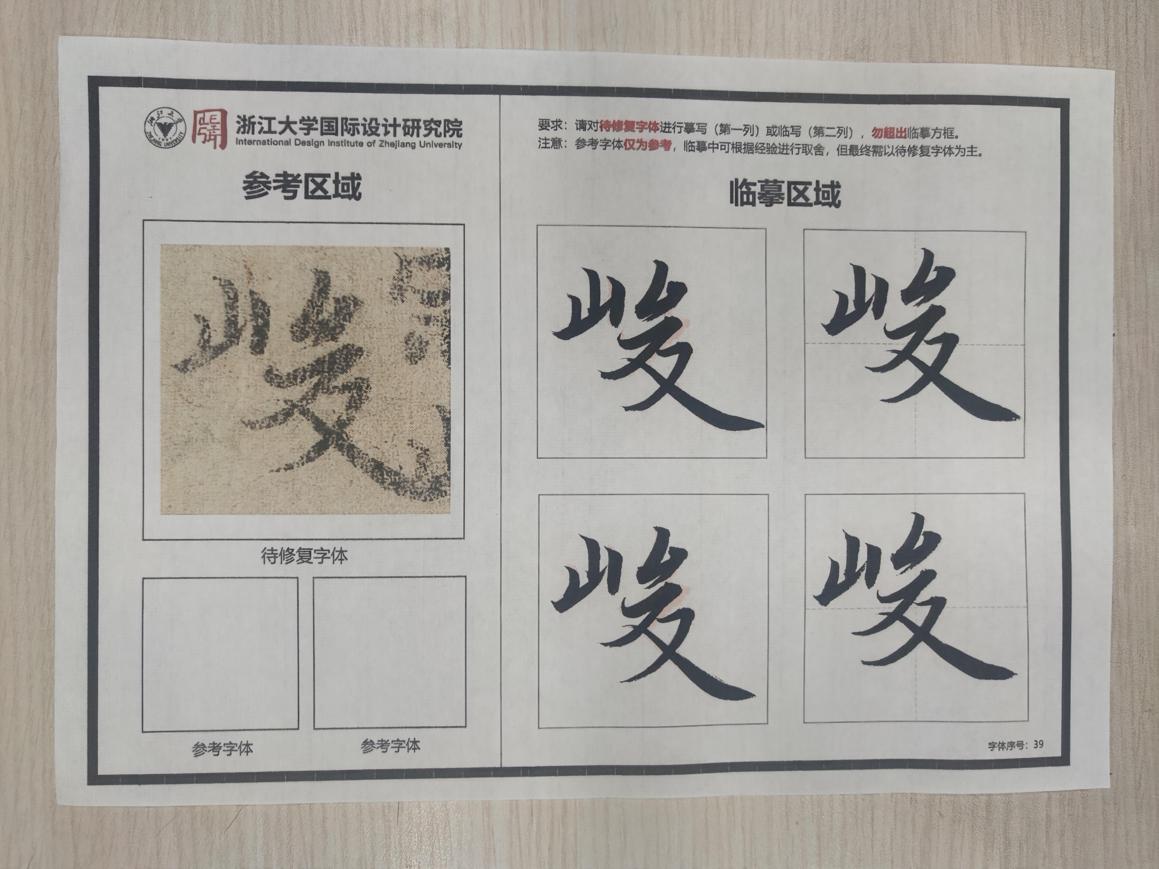 浙江大学国际设计研究院
International Design Institute of Zhejiang University
参考区域
峻
待修复字体
参考字体
参考字体
要求：请对待修复字体进行摹写（第一列）或临写（第二列），勿超出临摹方框。
注意：参考字体仅为参考，临摹中可根据经验进行取舍，但最终需以待修复字体为主。
临摹区域
峻 峻
峻 峻
字体序号：39